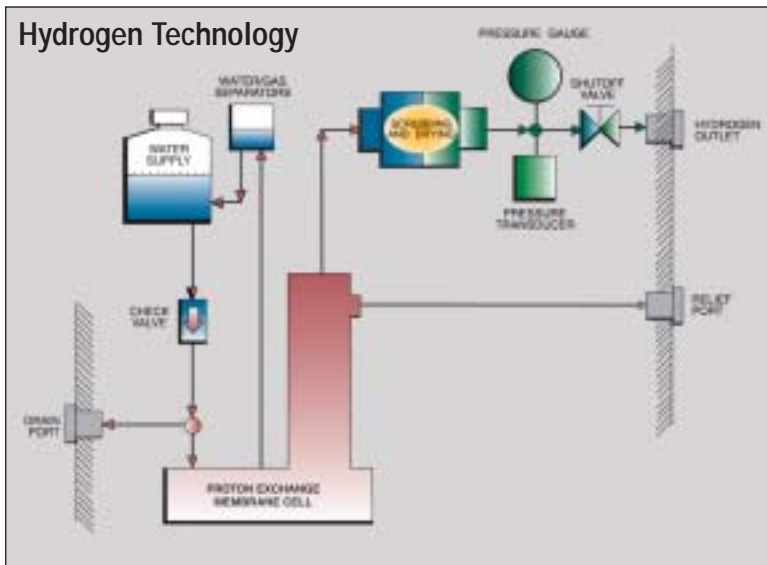 Hydrogen Technology
PRESSURE GAUGE
WATER/GAS
SEPARATORS
SHUTOFF
VALVE
WATER
SUPPLY
SCRUBBING
AND DRYING
HYDROGEN
OUTLET
PRESSURE
TRANSDUCER
CHECK
VALVE
RELIEF
PORT
DRAIN
PORT
PROTON EXCHANGE
MEMBRANE CELL